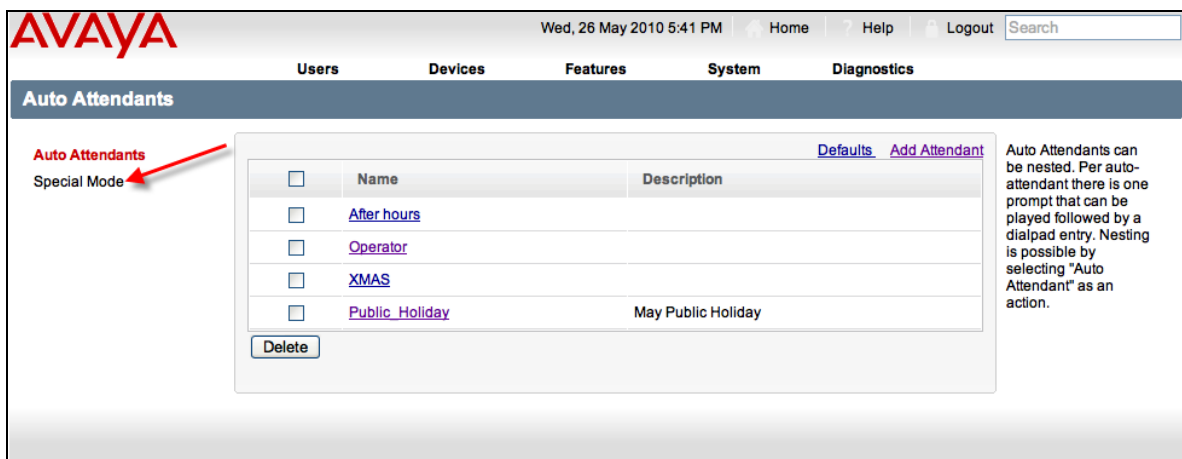 AVAYA
Wed, 26 May 2010 5:41 PM Home ? Help Logout Search
Users Devices Features System Diagnostics
Auto Attendants
Auto Attendants
Special Mode
Defaults Add Attendant
Name Description
After hours
Operator
XMAS
Public_Holiday May Public Holiday
Delete
Auto Attendants can
be nested. Per auto-
attendant there is one
prompt that can be
played followed by a
dialpad entry. Nesting
is possible by
selecting "Auto
Attendant" as an
action.